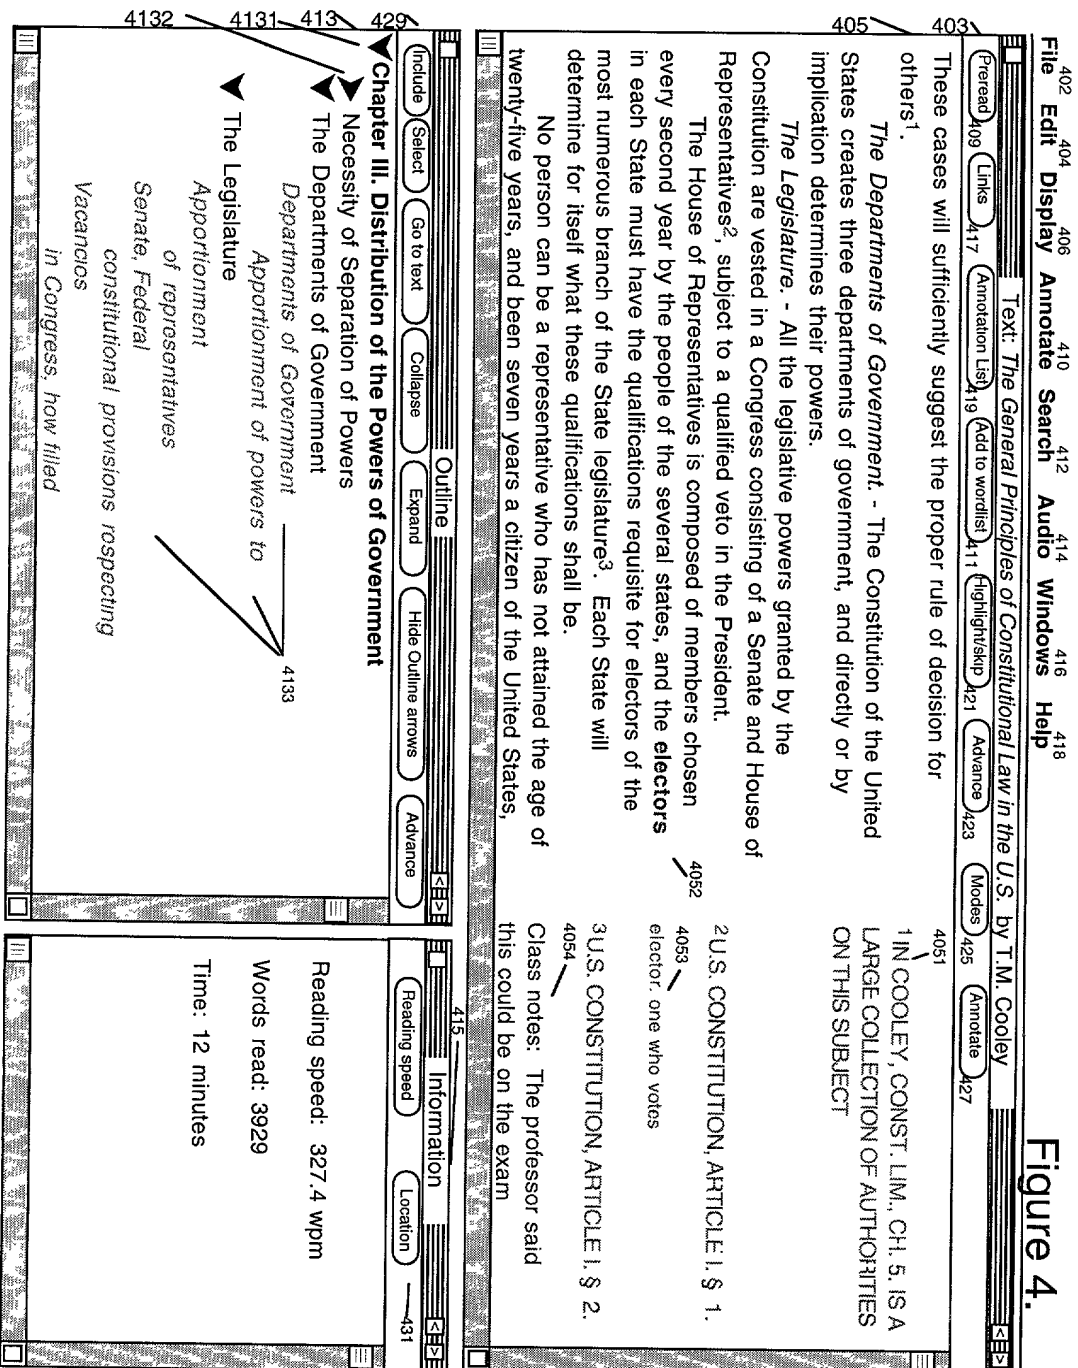 Figure 4.
402 404 406 410 412 414 416 418
File Edit Display Annotate Search Audio Windows Help
403
Text: The General Principles of Constitutional Law in the U.S. by T.M. Cooley
Preread 409 Links 417 Annotation List 419 Add to wordlist 411 Highlight/skip 421 Advance 423 Modes 425 Annotate 427
405
These cases will sufficiently suggest the proper rule of decision for
others1.
The Departments of Government. - The Constitution of the United
States creates three departments of government, and directly or by
implication determines their powers.
The Legislature. - All the legislative powers granted by the
Constitution are vested in a Congress consisting of a Senate and House of
Representatives2, subject to a qualified veto in the President.
The House of Representatives is composed of members chosen
every second year by the people of the several states, and the electors
in each State must have the qualifications requisite for electors of the
most numerous branch of the State legislature3. Each State will
determine for itself what these qualifications shall be.
No person can be a representative who has not attained the age of
twenty-five years, and been seven years a citizen of the United States,
4051
1 IN COOLEY, CONST. LIM., CH. 5. IS A
LARGE COLLECTION OF AUTHORITIES
ON THIS SUBJECT
4052
2 U.S. CONSTITUTION, ARTICLE I. § 1.
4053
elector. one who votes
3 U.S. CONSTITUTION, ARTICLE I. § 2.
4054
Class notes: The professor said
this could be on the exam
429
Outline
Include Select Go to text Collapse Expand Hide Outline arrows Advance
413
4131
4132
Chapter III. Distribution of the Powers of Government
Necessity of Separation of Powers
The Departments of Government
Departments of Government
Apportionment of powers to
4133
The Legislature
Apportionment
of representatives
Senate, Federal
constitutional provisions respecting
Vacancies
in Congress, how filled
415
Information
Reading speed Location 431
Reading speed: 327.4 wpm
Words read: 3929
Time: 12 minutes